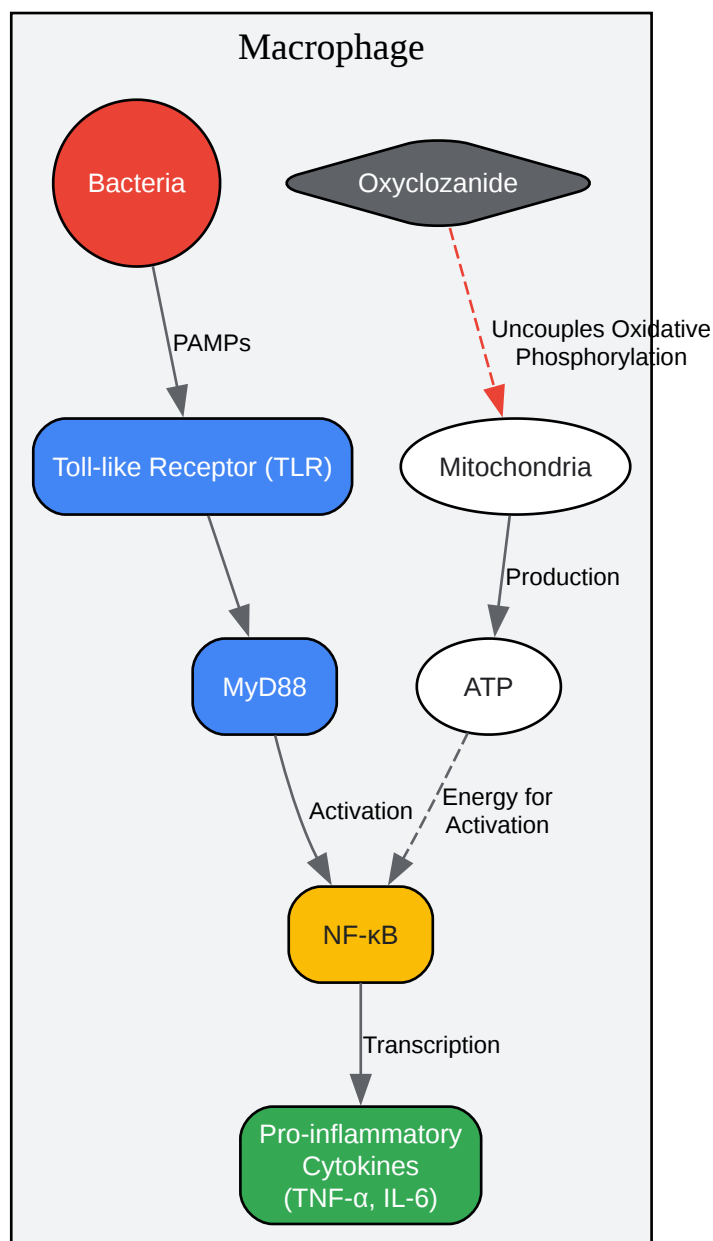 Macrophage
Bacteria
Oxyclozanide
PAMPs
Uncouples Oxidative
Phosphorylation
Toll-like Receptor (TLR)
Mitochondria
Production
MyD88
ATP
Activation
Energy for
Activation
NF-κB
Transcription
Pro-inflammatory
Cytokines
(TNF-α, IL-6)